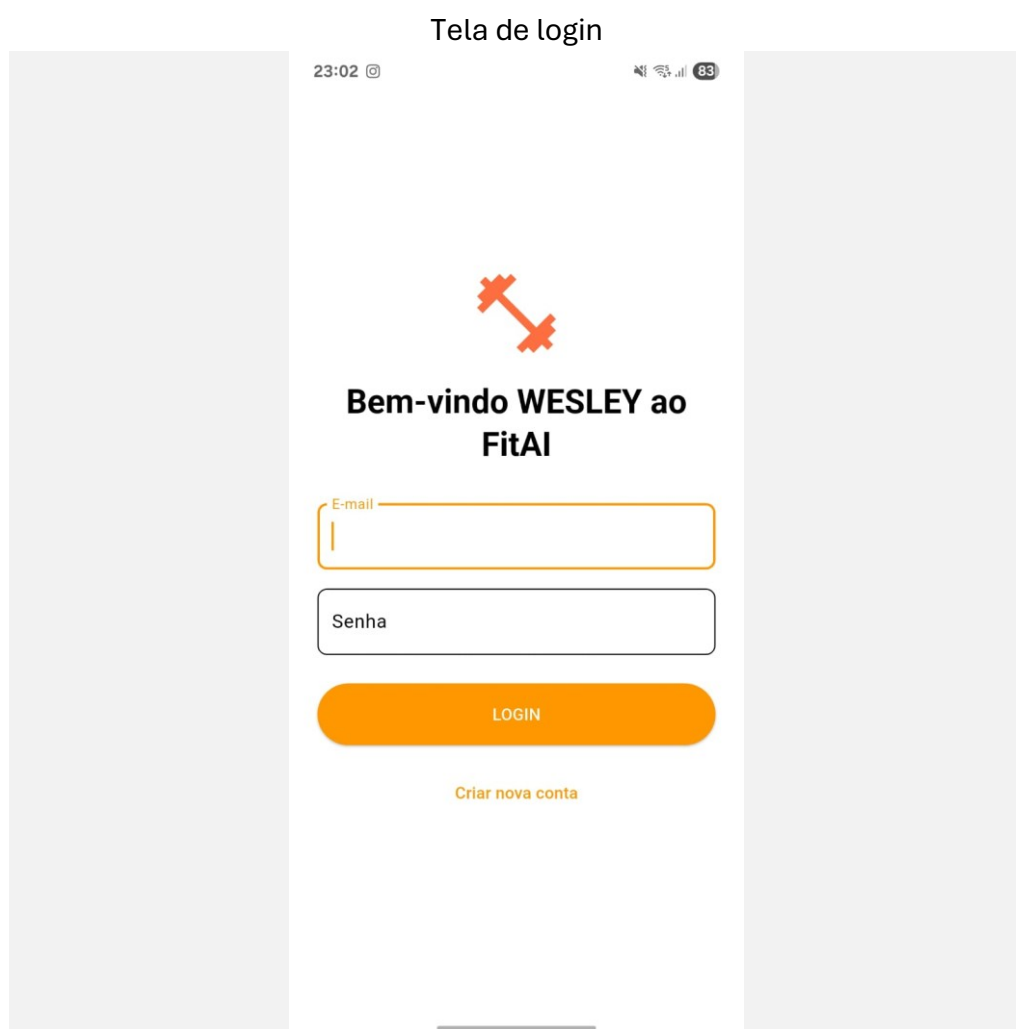 Tela de login
23:02 83
Bem-vindo WESLEY ao
FitAI
E-mail
Senha
LOGIN
Criar nova conta